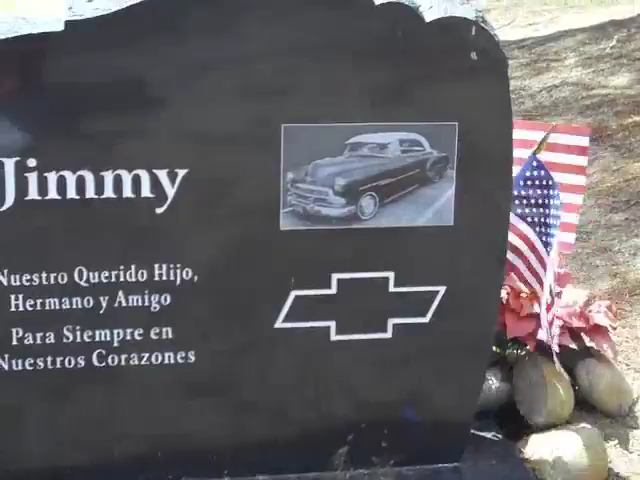 Jimmy
Nuestro Querido Hijo,
Hermano y Amigo
Para Siempre en
Nuestros Corazones